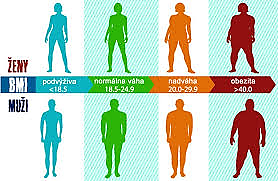 ŽENY
BMI
podvýživa
<18.5
normálna váha
18.5-24.9
nadváha
20.0-29.9
obezita
>40.0
MUŽI